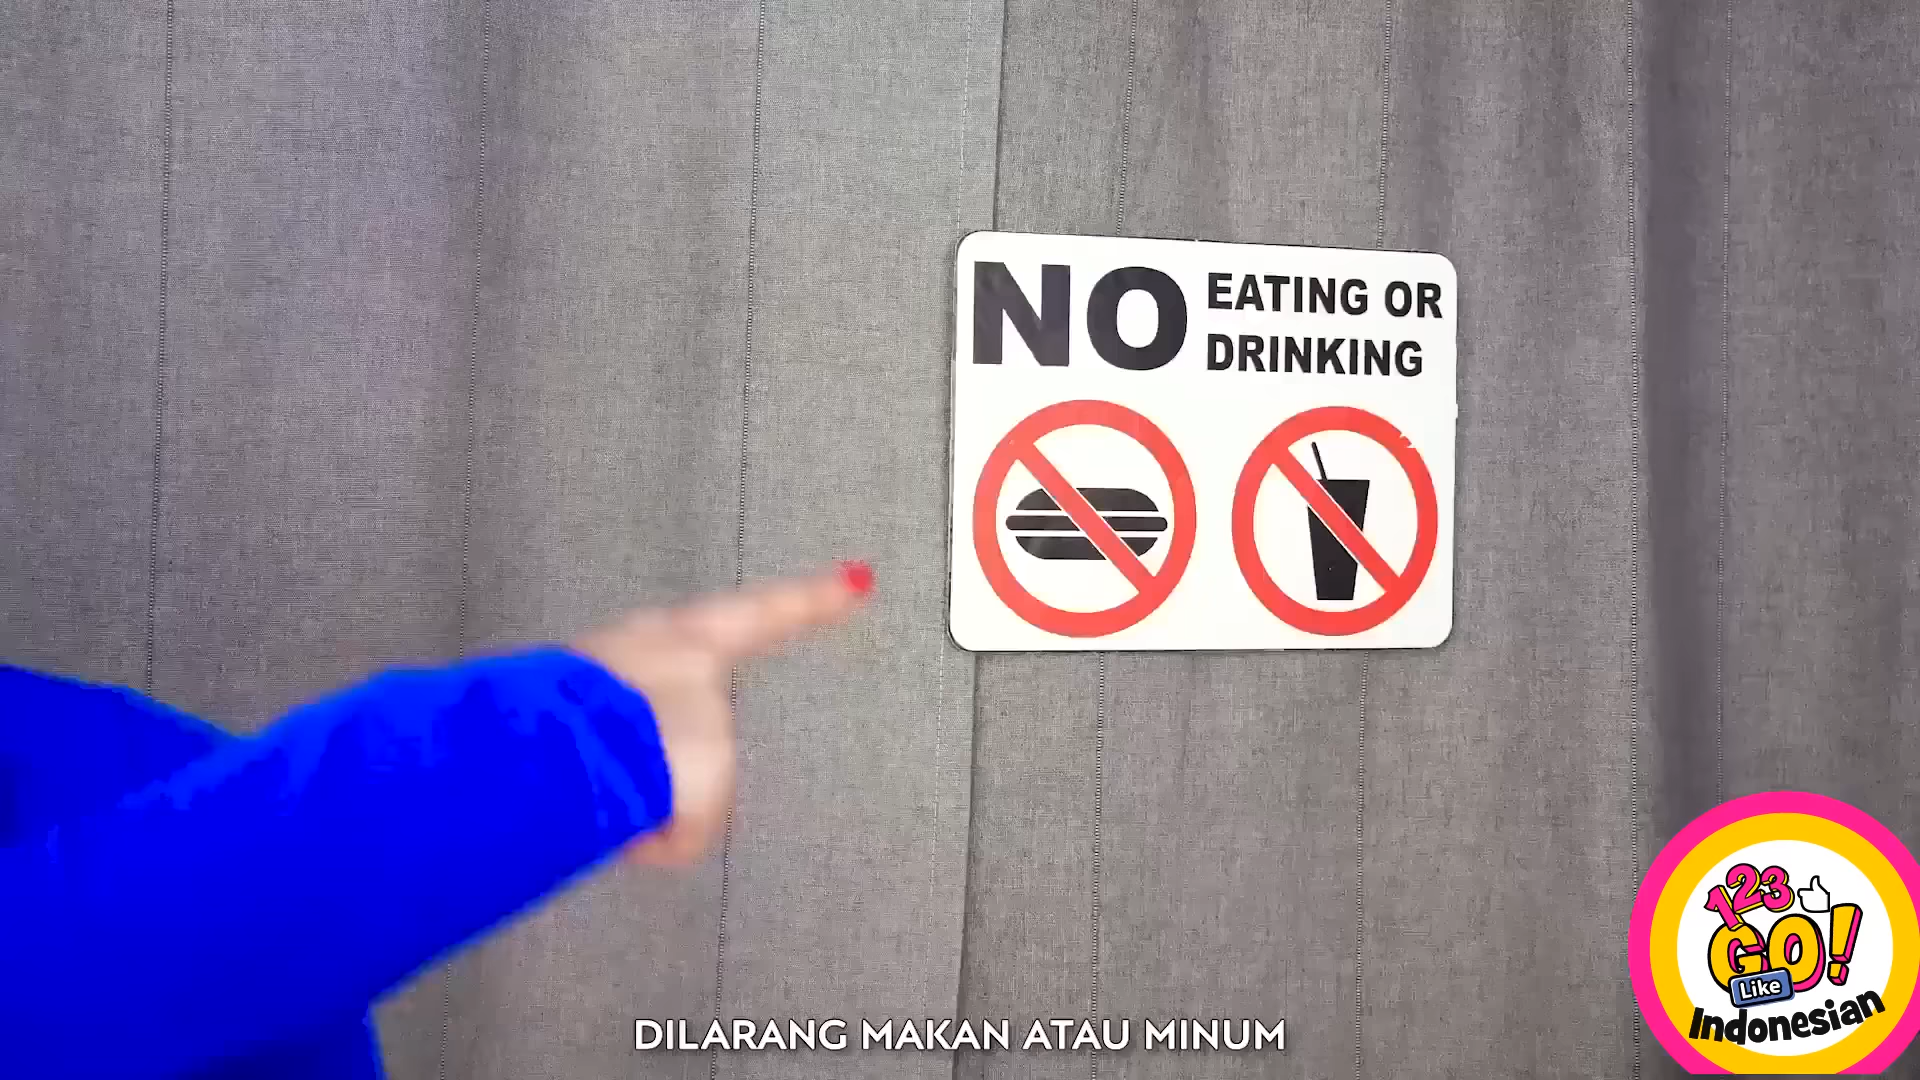 NO EATING OR
DRINKING
123
GO!
Like
Indonesian
DILARANG MAKAN ATAU MINUM